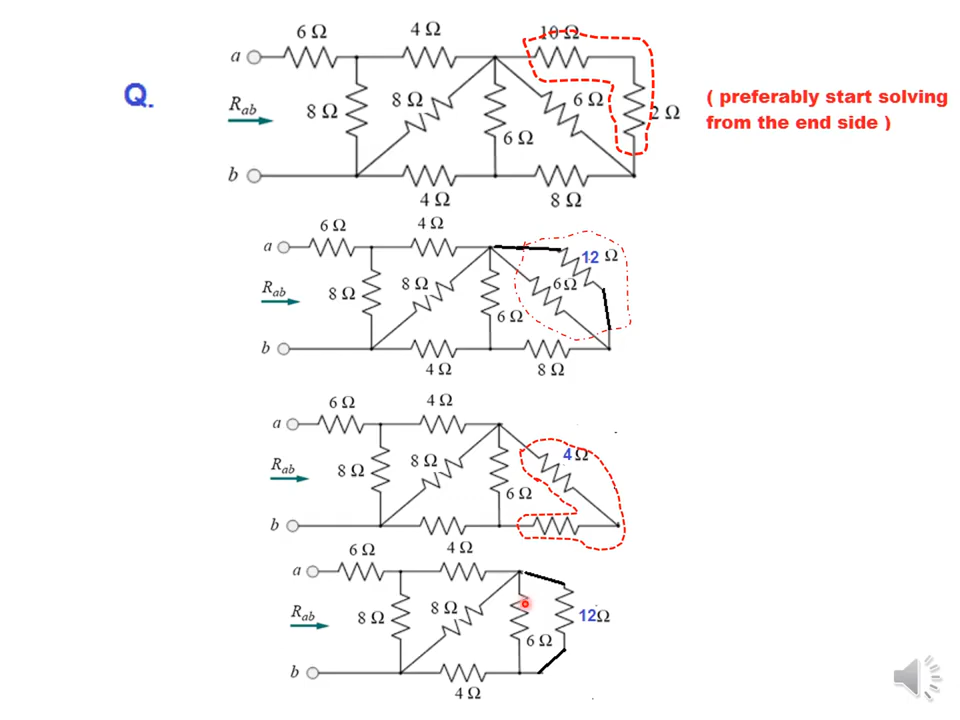 6 Ω 4 Ω 10 Ω
a
Q.
R_ab 8 Ω 8 Ω 6 Ω 2 Ω
( preferably start solving
from the end side )
6 Ω
b
4 Ω 8 Ω
6 Ω 4 Ω
a 12 Ω
R_ab 8 Ω 8 Ω 6 Ω
6 Ω
b
4 Ω 8 Ω
6 Ω 4 Ω
a
R_ab 8 Ω 8 Ω 4 Ω
6 Ω
b
6 Ω 4 Ω
a
R_ab 8 Ω 8 Ω 12Ω
6 Ω
b
4 Ω